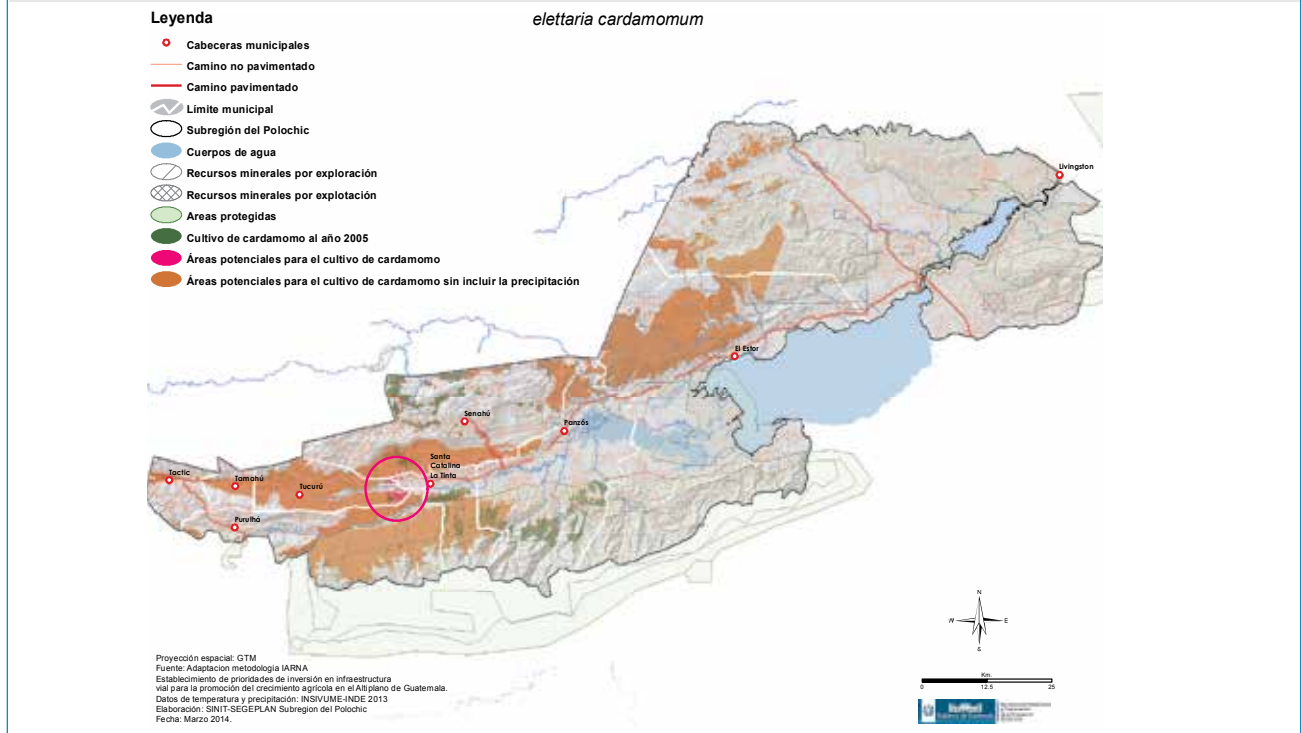 Leyenda
elettaria cardamomum
Cabeceras municipales
Camino no pavimentado
Camino pavimentado
Límite municipal
Subregión del Polochic
Cuerpos de agua
Recursos minerales por exploración
Recursos minerales por explotación
Areas protegidas
Cultivo de cardamomo al año 2005
Áreas potenciales para el cultivo de cardamomo
Áreas potenciales para el cultivo de cardamomo sin incluir la precipitación
Livingston
El Estor
Senahú
Panzós
Santa
Catalina
La Tinta
Tactic
Tamahú
Tucurú
Purulhá
N
W
E
S
Proyección espacial: GTM
Fuente: Adaptacion metodologia IARNA
Establecimiento de prioridades de inversión en infraestructura
vial para la promoción del crecimiento agrícola en el Altiplano de Guatemala.
Datos de temperatura y precipitación: INSIVUME-INDE 2013
Elaboración: SINIT-SEGEPLAN Subregion del Polochic
Fecha: Marzo 2014.
Km.
0 12.5 25